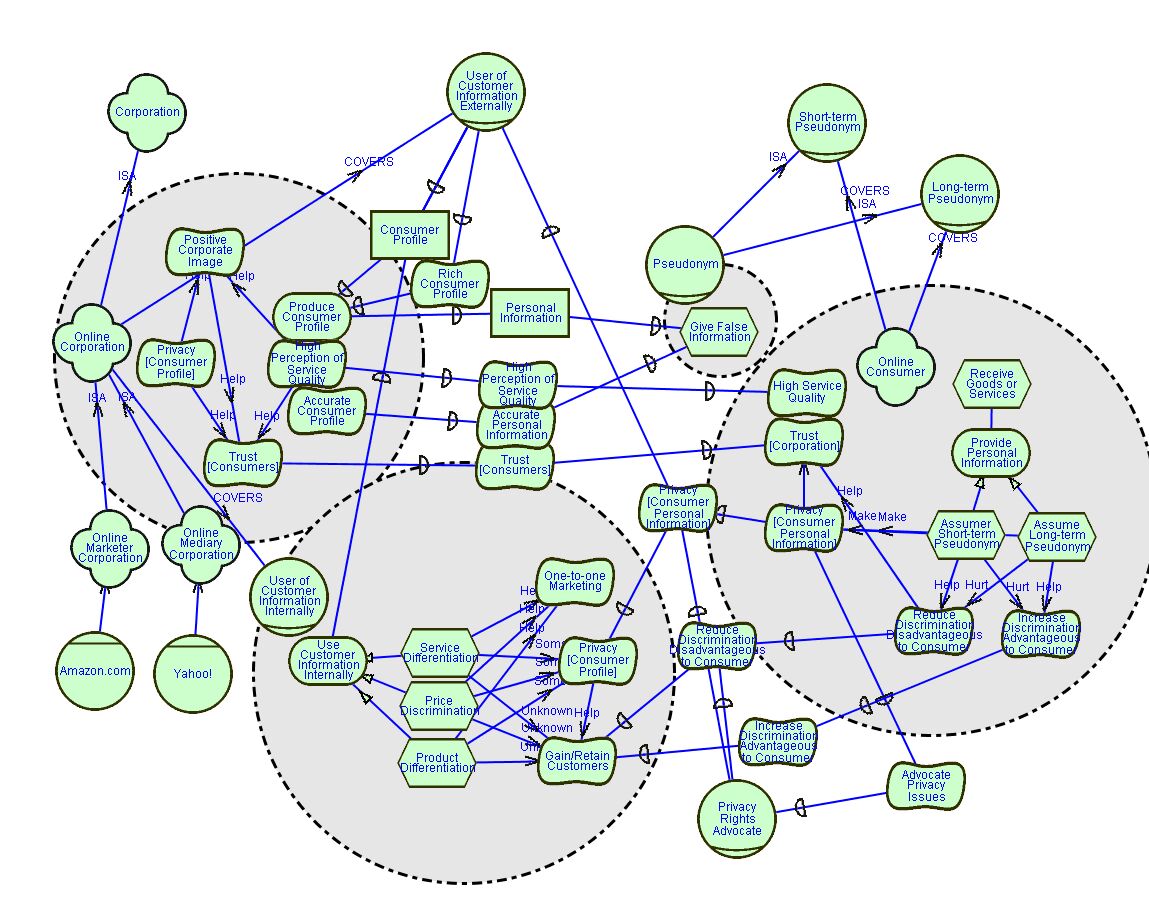 User of
Customer
Information
Externally
Corporation
Short-term
Pseudonym
ISA
COVERS
ISA
COVERS
ISA
Long-term
Pseudonym
COVERS
Positive
Corporate
Image
Consumer
Profile
Pseudonym
Help
Help
Rich
Consumer
Profile
Produce
Consumer
Profile
Personal
Information
Give False
Information
Online
Corporation
Privacy
[Consumer
Profile]
High
Perception of
Service
Quality
High
Perception of
Service
Quality
Online
Consumer
Receive
Goods or
Services
High Service
Quality
Help
ISA
ISA
Help
Help
Accurate
Consumer
Profile
Accurate
Personal
Information
Trust
[Corporation]
Provide
Personal
Information
Trust
[Consumers]
Trust
[Consumers]
COVERS
Help
Privacy
[Consumer
Personal
Information]
Privacy
[Consumer
Personal
Information]
Make
Make
Assumer
Short-term
Pseudonym
Assume
Long-term
Pseudonym
Online
Marketer
Corporation
Online
Mediary
Corporation
User of
Customer
Information
Internally
One-to-one
Marketing
Help
Hurt
Hurt
Help
Help
Help
Reduce
Discrimination
Disadvantageous
to Consumer
Reduce
Discrimination
Disadvantageous
to Consumer
Increase
Discrimination
Advantageous
to Consumer
Amazon.com
Yahoo!
Use
Customer
Information
Internally
Service
Differentiation
Privacy
[Consumer
Profile]
Price
Discrimination
Unknown
Help
Unknown
Product
Differentiation
Gain/Retain
Customers
Increase
Discrimination
Advantageous
to Consumer
Advocate
Privacy
Issues
Privacy
Rights
Advocate